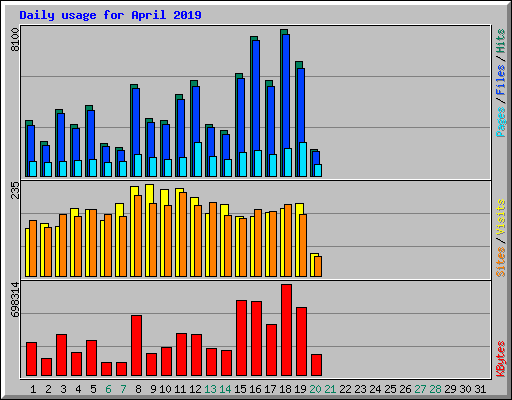 Daily usage for April 2019
8100
Pages / Files / Hits
235
Sites / Visits
698314
KBytes
1 2 3 4 5 6 7 8 9 10 11 12 13 14 15 16 17 18 19 20 21 22 23 24 25 26 27 28 29 30 31